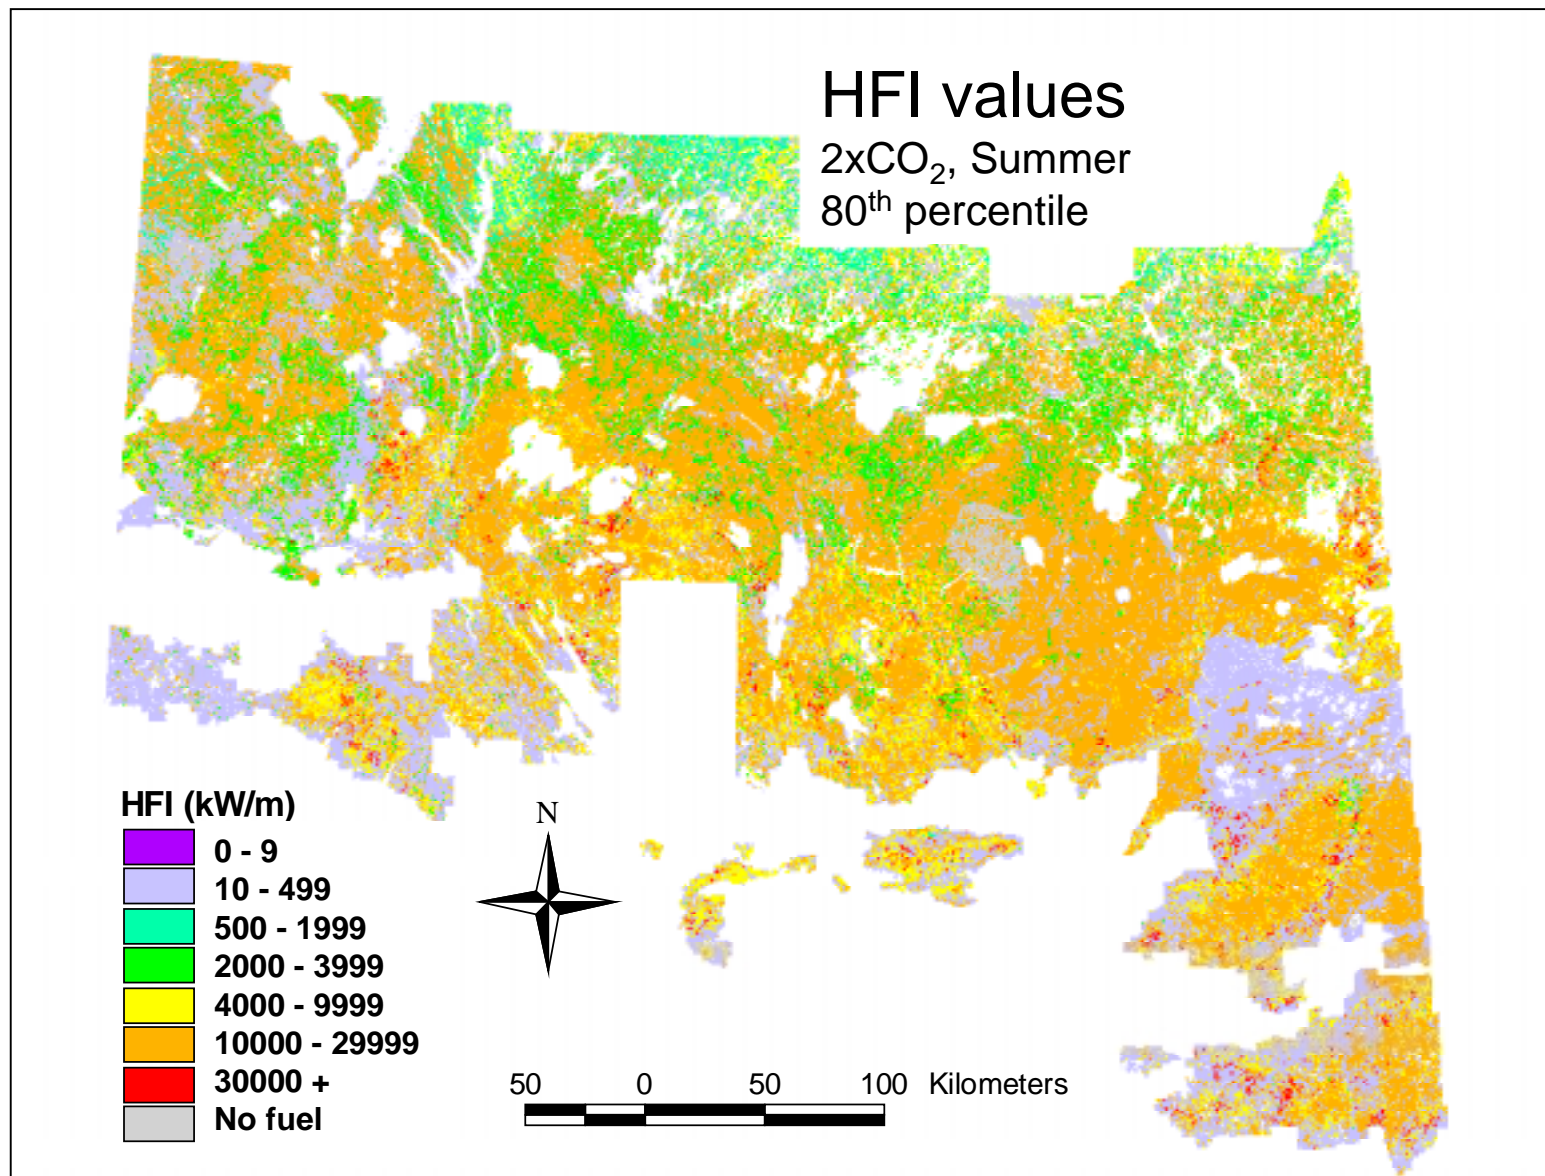 HFI values
2xCO₂, Summer
80ᵗʰ percentile
HFI (kW/m)
0 - 9
10 - 499
500 - 1999
2000 - 3999
4000 - 9999
10000 - 29999
30000 +
No fuel
N
50 0 50 100 Kilometers